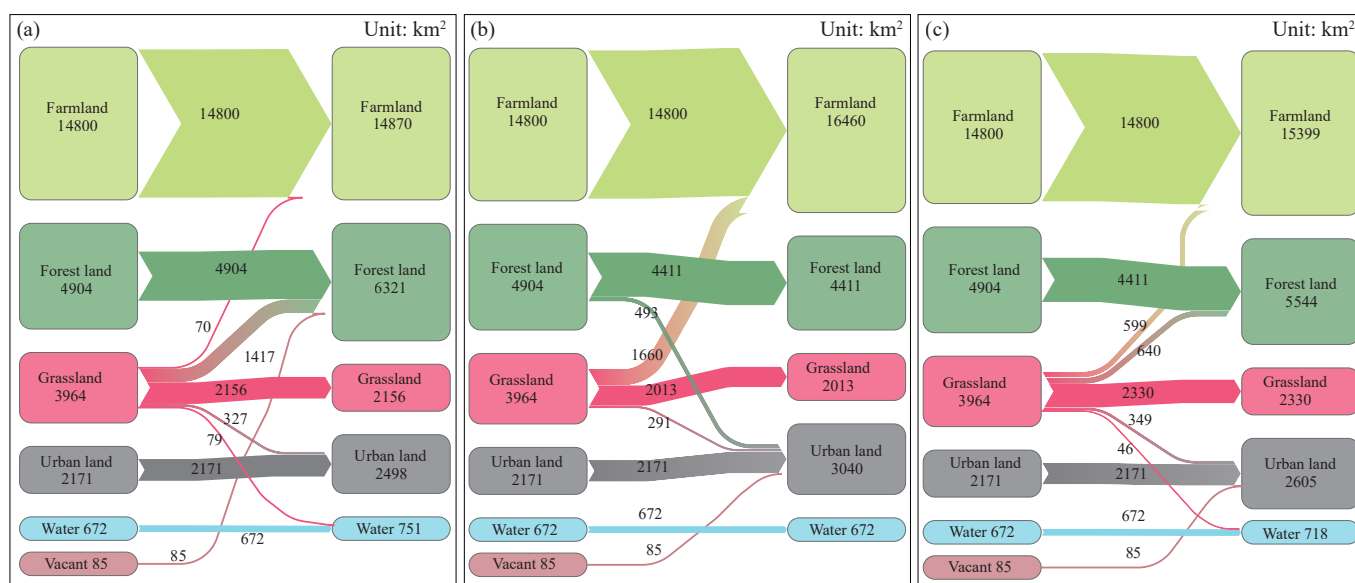 (a)
Unit: km²
Farmland
14800
14800
Farmland
14870
Forest land
4904
4904
Forest land
6321
70
1417
Grassland
3964
2156
Grassland
2156
327
79
Urban land
2171
2171
Urban land
2498
Water 672
672
Water 751
Vacant 85
85
(b)
Unit: km²
Farmland
14800
14800
Farmland
16460
Forest land
4904
4411
Forest land
4411
493
1660
Grassland
3964
2013
Grassland
2013
291
Urban land
2171
2171
Urban land
3040
Water 672
672
Water 672
Vacant 85
85
(c)
Unit: km²
Farmland
14800
14800
Farmland
15399
Forest land
4904
4411
Forest land
5544
599
640
Grassland
3964
2330
Grassland
2330
349
46
Urban land
2171
2171
Urban land
2605
Water 672
672
Water 718
Vacant 85
85